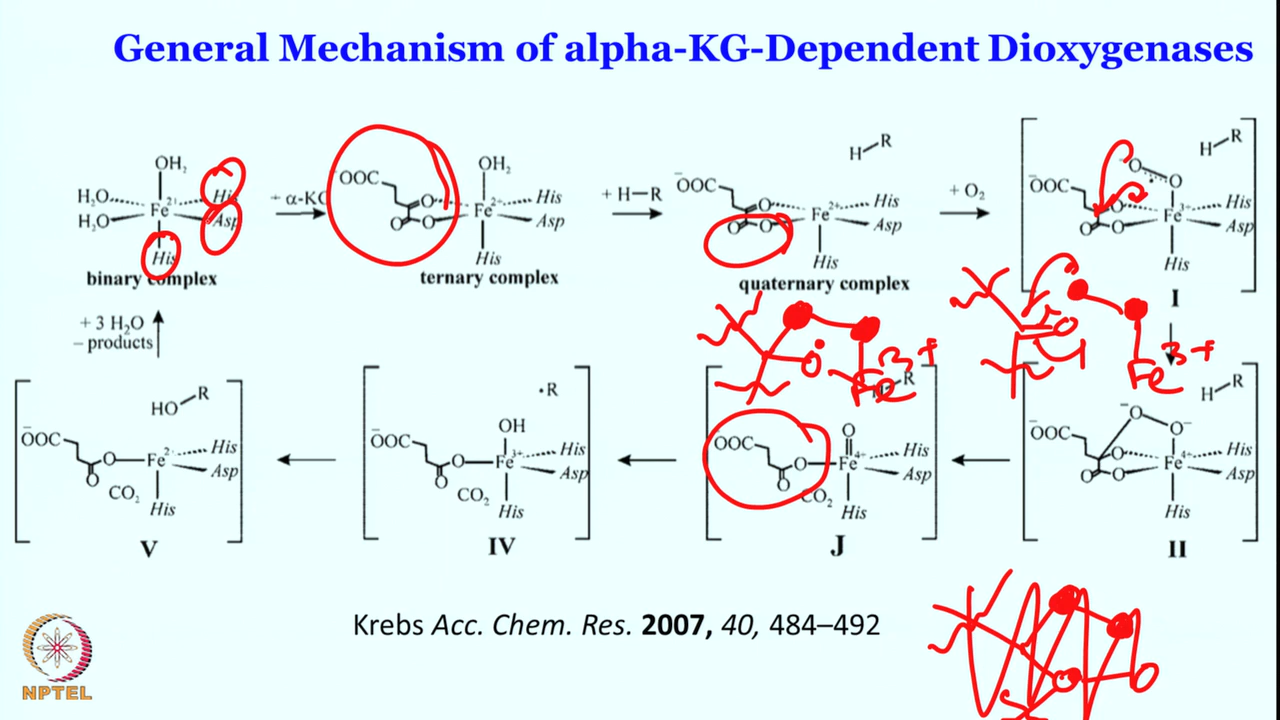 General Mechanism of alpha-KG-Dependent Dioxygenases
OH2
H2O
H2O
Fe2+
His
Asp
His
binary complex
+ α-KG
OOC
O
O
O
OH2
Fe2+
His
Asp
His
ternary complex
+ H–R
H R
-OOC
O
O
O
Fe2+
His
Asp
His
quaternary complex
+ O2
H R
-O
O
-OOC
O
O
O
Fe3+
His
Asp
His
I
O
Fe3+
O
Fe3+
+ 3 H2O
– products
HO R
-OOC
O
O
Fe2+
His
Asp
CO2
His
V
·R
OH
-OOC
O
O
Fe3+
His
Asp
CO2
His
IV
R
O
-OOC
O
O
Fe4+
His
Asp
CO2
His
J
H R
-O
O-
-OOC
O
O
O
Fe4+
His
Asp
His
II
Krebs Acc. Chem. Res. 2007, 40, 484–492
NPTEL